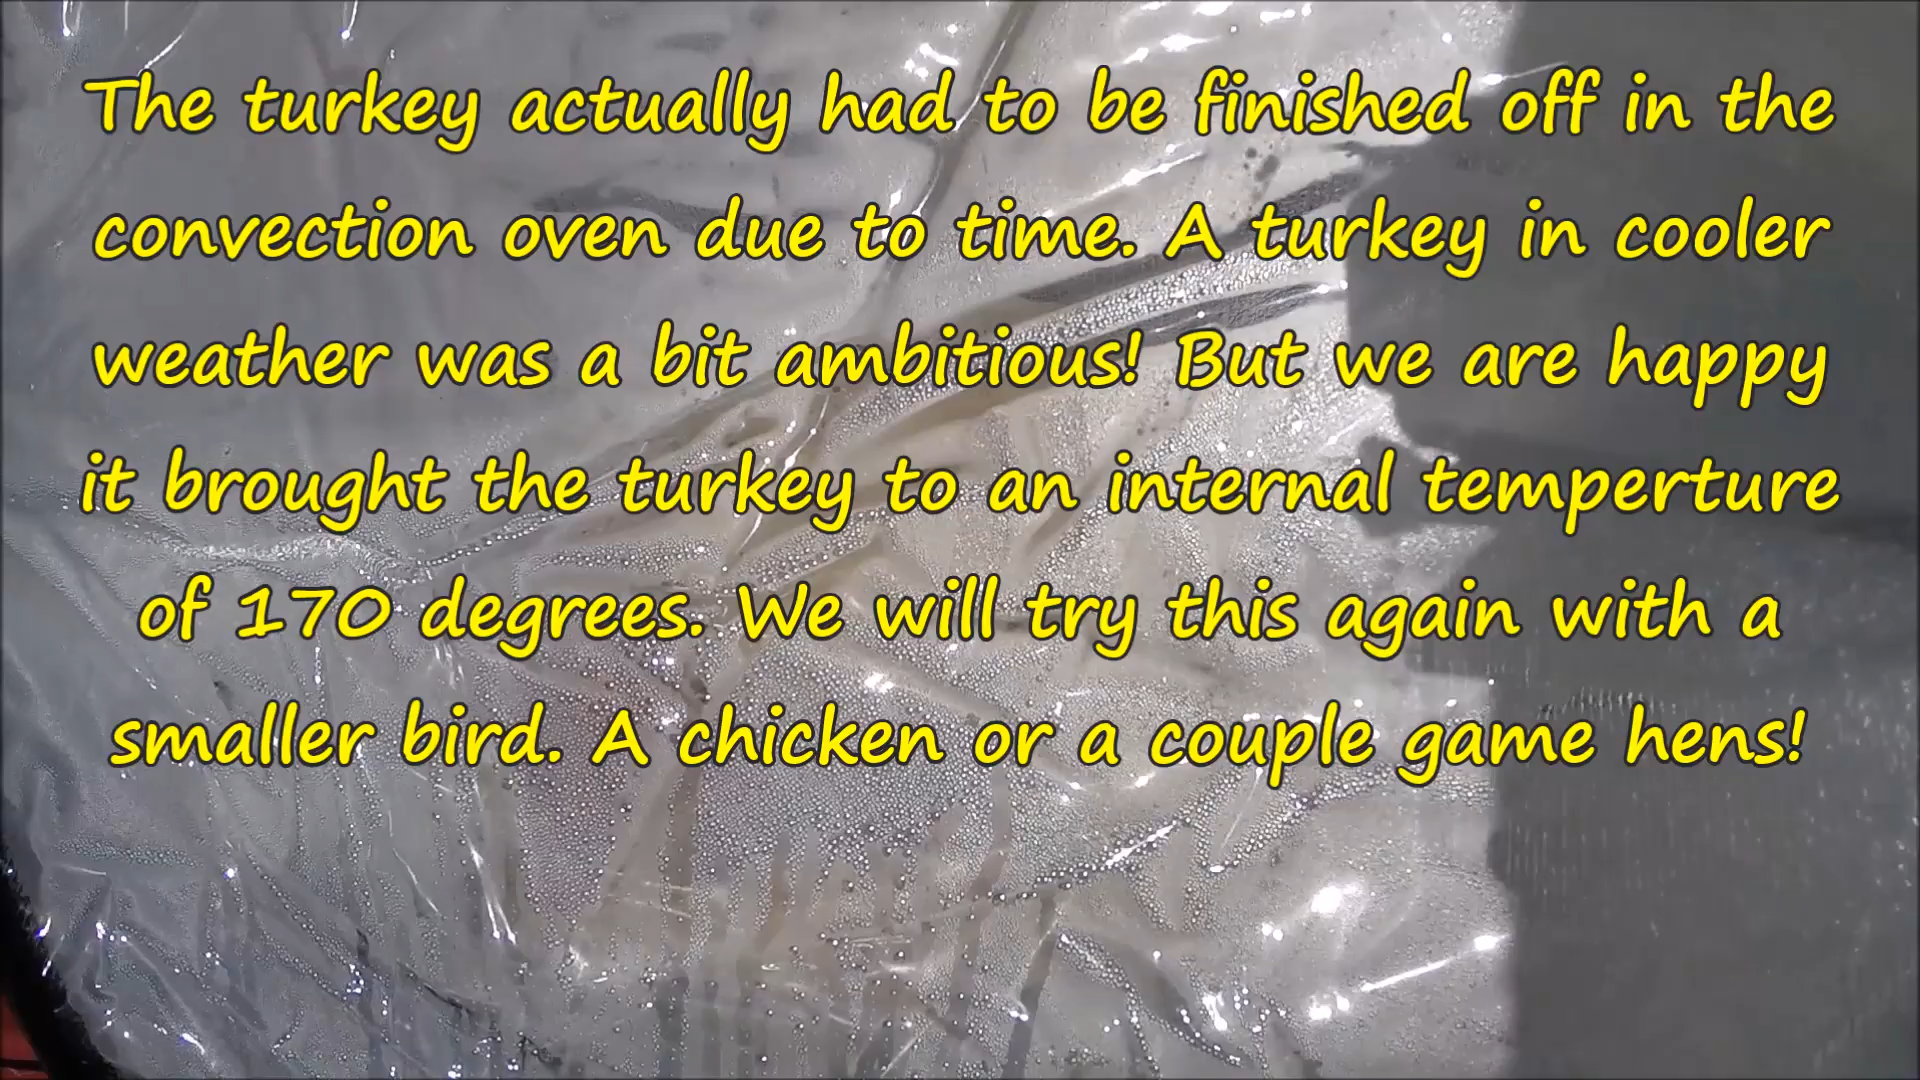 The turkey actually had to be finished off in the
convection oven due to time. A turkey in cooler
weather was a bit ambitious! But we are happy
it brought the turkey to an internal temperture
of 170 degrees. We will try this again with a
smaller bird. A chicken or a couple game hens!